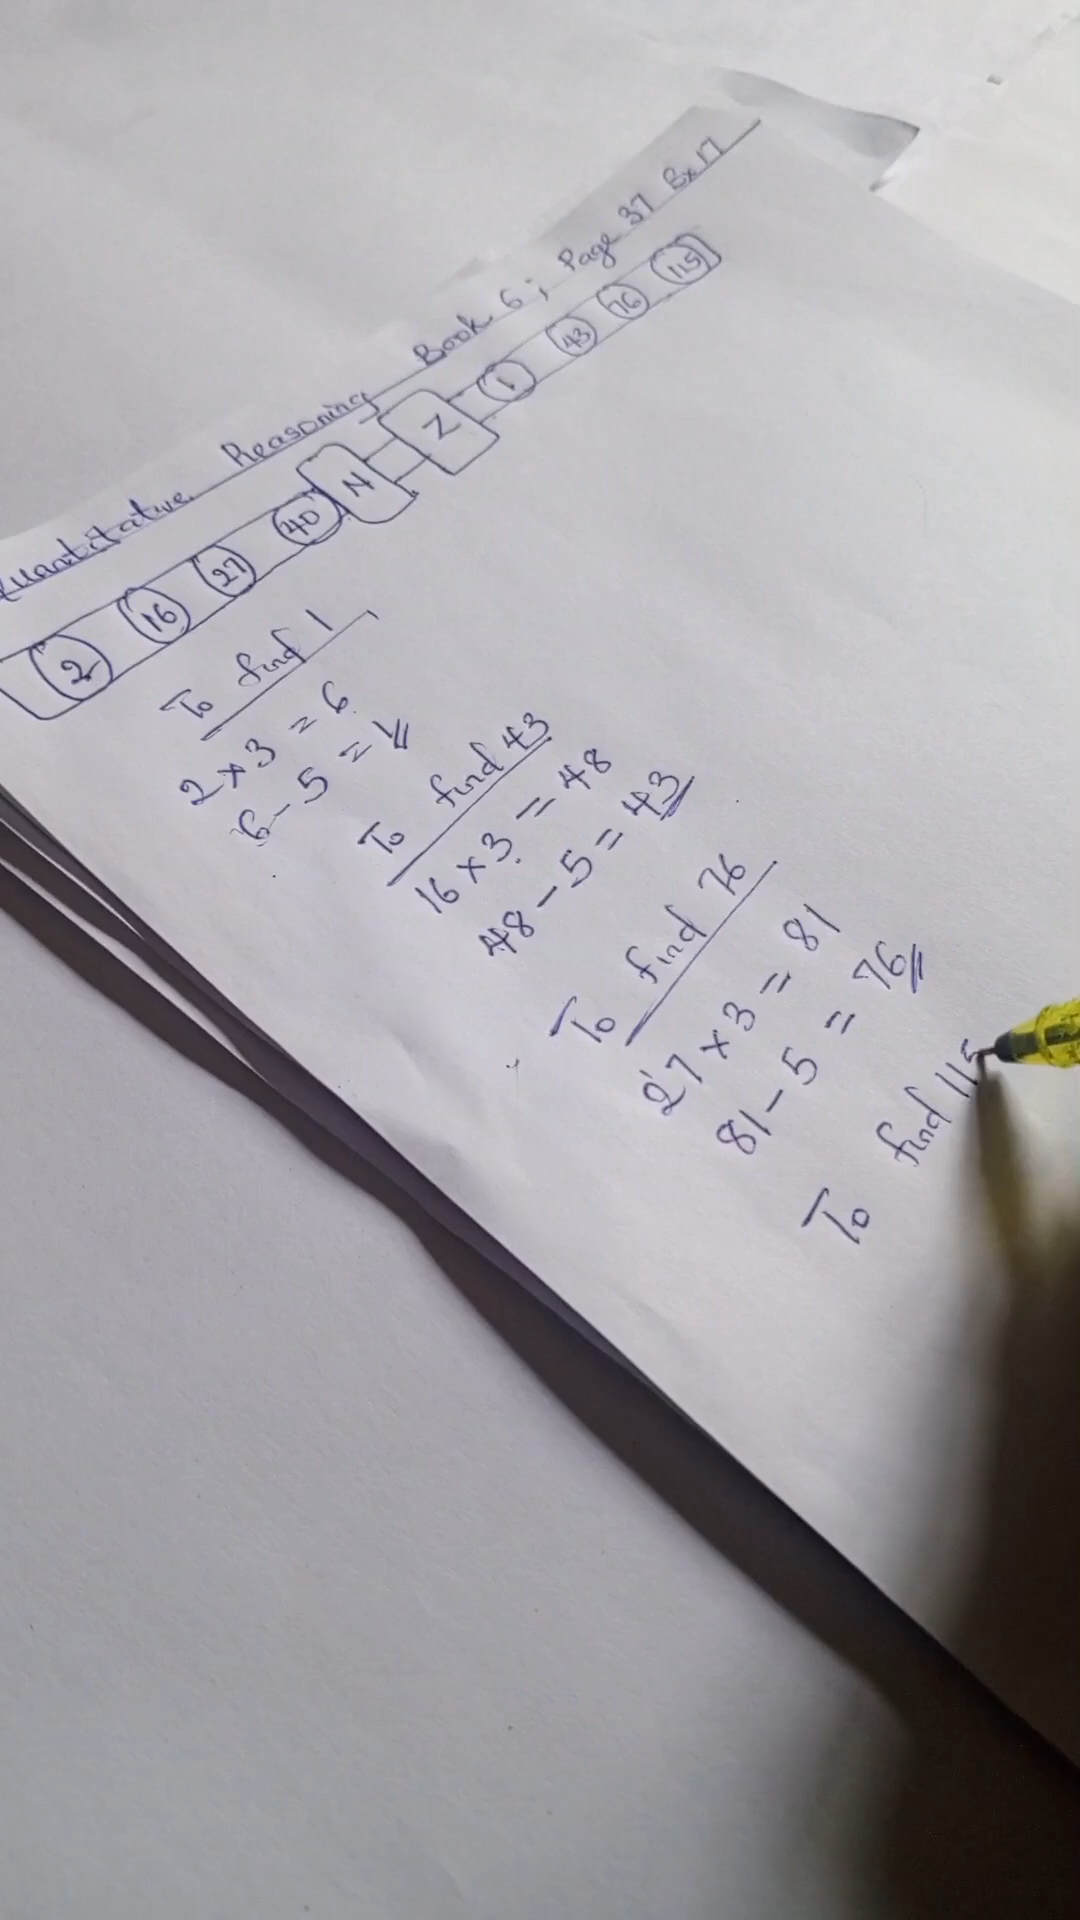 Quantitative Reasoning Book 6; Page 37 Ex 17
2 16 27 40 N Z 1 43 76 115
To find 1
2 × 3 = 6
6 - 5 = 1
To find 43
16 × 3 = 48
48 - 5 = 43
To find 76
27 × 3 = 81
81 - 5 = 76
To find 115